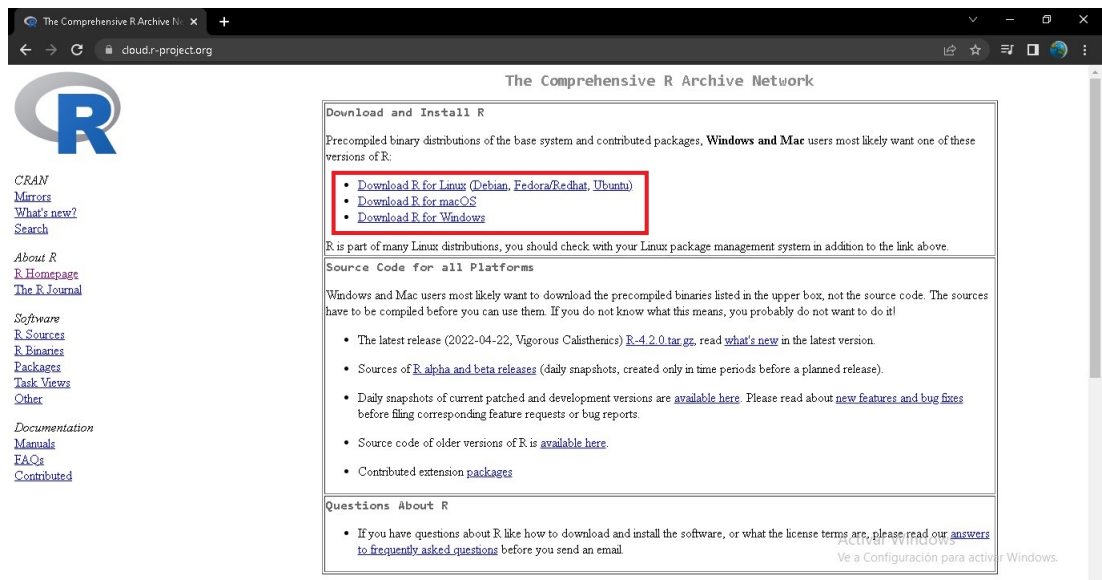 The Comprehensive R Archive Ne
cloud.r-project.org
R
CRAN
Mirrors
What's new?
Search
About R
R Homepage
The R Journal
Software
R Sources
R Binaries
Packages
Task Views
Other
Documentation
Manuals
FAQs
Contributed
The Comprehensive R Archive Network
Download and Install R
Precompiled binary distributions of the base system and contributed packages, Windows and Mac users most likely want one of these
versions of R:
• Download R for Linux (Debian, Fedora/Redhat, Ubuntu)
• Download R for macOS
• Download R for Windows
R is part of many Linux distributions, you should check with your Linux package management system in addition to the link above.
Source Code for all Platforms
Windows and Mac users most likely want to download the precompiled binaries listed in the upper box, not the source code. The sources
have to be compiled before you can use them. If you do not know what this means, you probably do not want to do it!
• The latest release (2022-04-22, Vigorous Calisthenics) R-4.2.0.tar.gz, read what's new in the latest version.
• Sources of R alpha and beta releases (daily snapshots, created only in time periods before a planned release).
• Daily snapshots of current patched and development versions are available here. Please read about new features and bug fixes
before filing corresponding feature requests or bug reports.
• Source code of older versions of R is available here.
• Contributed extension packages
Questions About R
• If you have questions about R like how to download and install the software, or what the license terms are, please read our answers
to frequently asked questions before you send an email.
Activar Windows
Ve a Configuración para activar Windows.